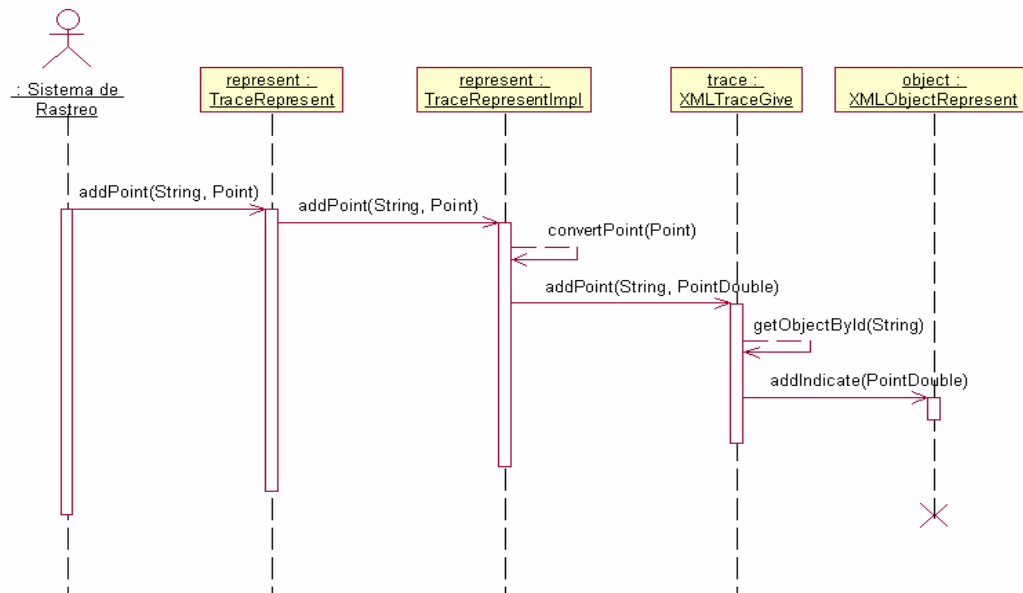 : Sistema de
Rastreo
represent :
TraceRepresent
represent :
TraceRepresentImpl
trace :
XMLTraceGive
object :
XMLObjectRepresent
addPoint(String, Point)
addPoint(String, Point)
convertPoint(Point)
addPoint(String, PointDouble)
getObjectById(String)
addIndicate(PointDouble)